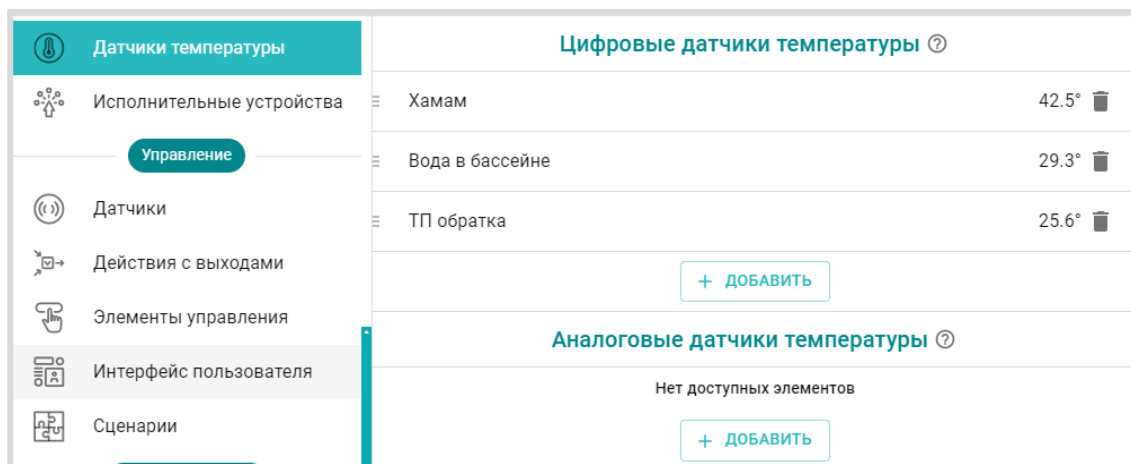 Датчики температуры
Исполнительные устройства
Управление
Датчики
Действия с выходами
Элементы управления
Интерфейс пользователя
Сценарии
Цифровые датчики температуры ?
Хамам 42.5°
Вода в бассейне 29.3°
ТП обратка 25.6°
+ ДОБАВИТЬ
Аналоговые датчики температуры ?
Нет доступных элементов
+ ДОБАВИТЬ